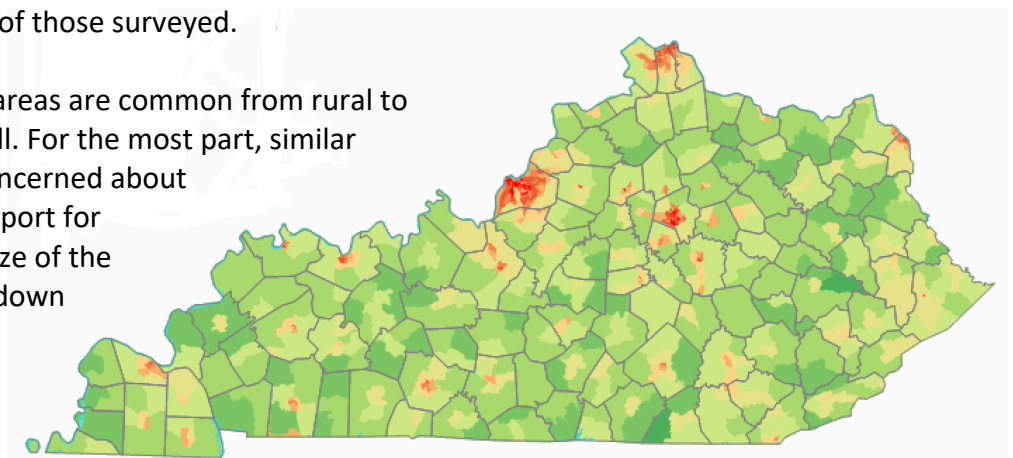 of those surveyed.
areas are common from rural to
ll. For the most part, similar
ncerned about
port for
ze of the
down